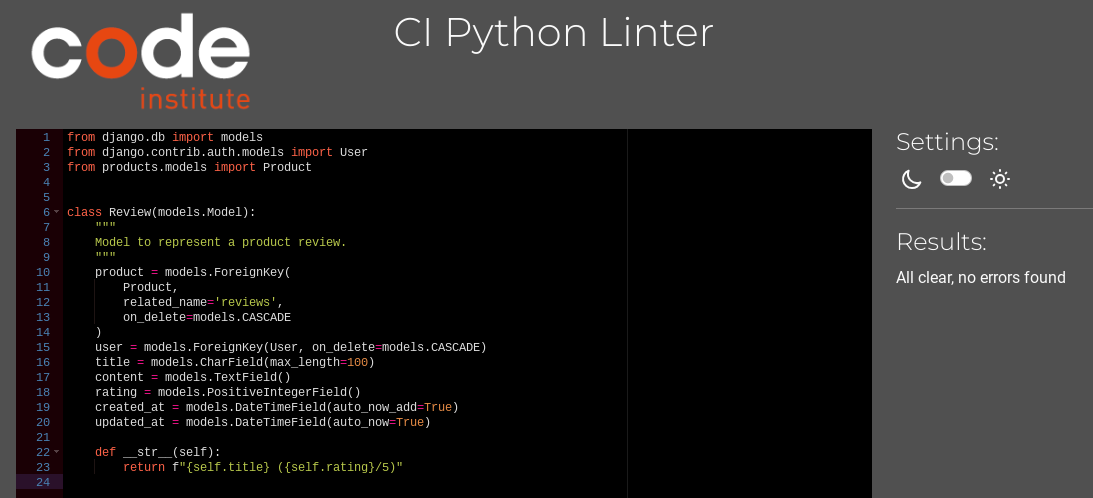 code
institute
CI Python Linter
1 from django.db import models
2 from django.contrib.auth.models import User
3 from products.models import Product
4
5
6 class Review(models.Model):
7     """
8     Model to represent a product review.
9     """
10     product = models.ForeignKey(
11         Product,
12         related_name='reviews',
13         on_delete=models.CASCADE
14     )
15     user = models.ForeignKey(User, on_delete=models.CASCADE)
16     title = models.CharField(max_length=100)
17     content = models.TextField()
18     rating = models.PositiveIntegerField()
19     created_at = models.DateTimeField(auto_now_add=True)
20     updated_at = models.DateTimeField(auto_now=True)
21
22     def __str__(self):
23         return f"{self.title} ({self.rating}/5)"
24
Settings:
Results:
All clear, no errors found